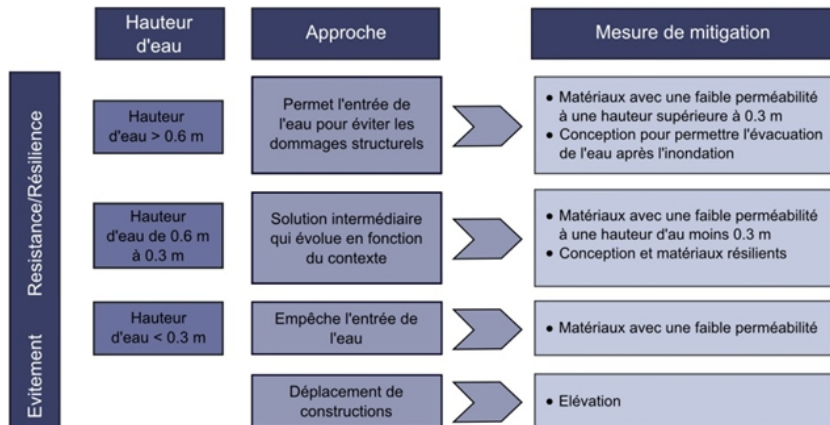 Hauteur
d'eau
Approche
Mesure de mitigation
Resistance/Résilience
Evitement
Hauteur
d'eau > 0.6 m
Permet l'entrée de
l'eau pour éviter les
dommages structurels
● Matériaux avec une faible perméabilité
à une hauteur supérieure à 0.3 m
● Conception pour permettre l'évacuation
de l'eau après l'inondation
Hauteur
d'eau de 0.6 m
à 0.3 m
Solution intermédiaire
qui évolue en fonction
du contexte
● Matériaux avec une faible perméabilité
à une hauteur d'au moins 0.3 m
● Conception et matériaux résilients
Hauteur
d'eau < 0.3 m
Empêche l'entrée de
l'eau
● Matériaux avec une faible perméabilité
Déplacement de
constructions
● Elévation